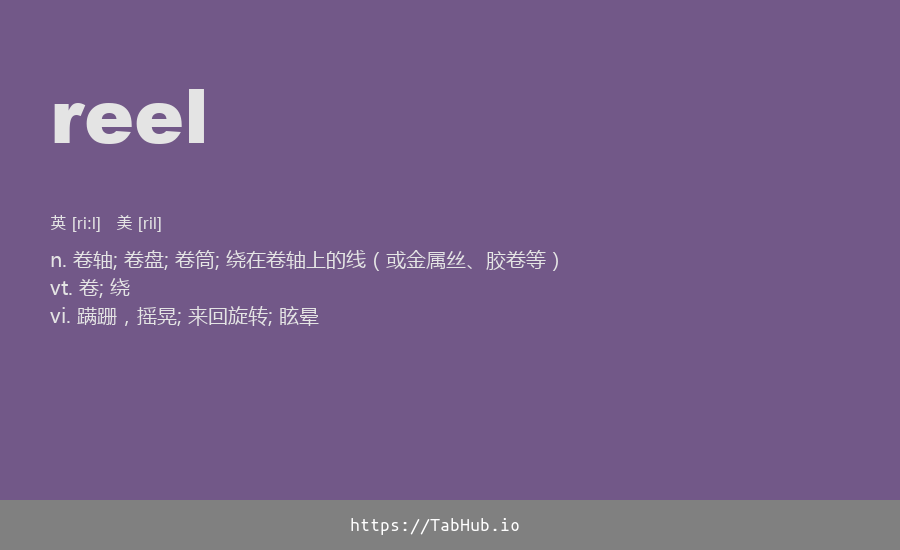 reel
英 [ri:l] 美 [ril]
n. 卷轴; 卷盘; 卷筒; 绕在卷轴上的线（或金属丝、胶卷等）
vt. 卷; 绕
vi. 蹒跚，摇晃; 来回旋转; 眩晕
https://TabHub.io